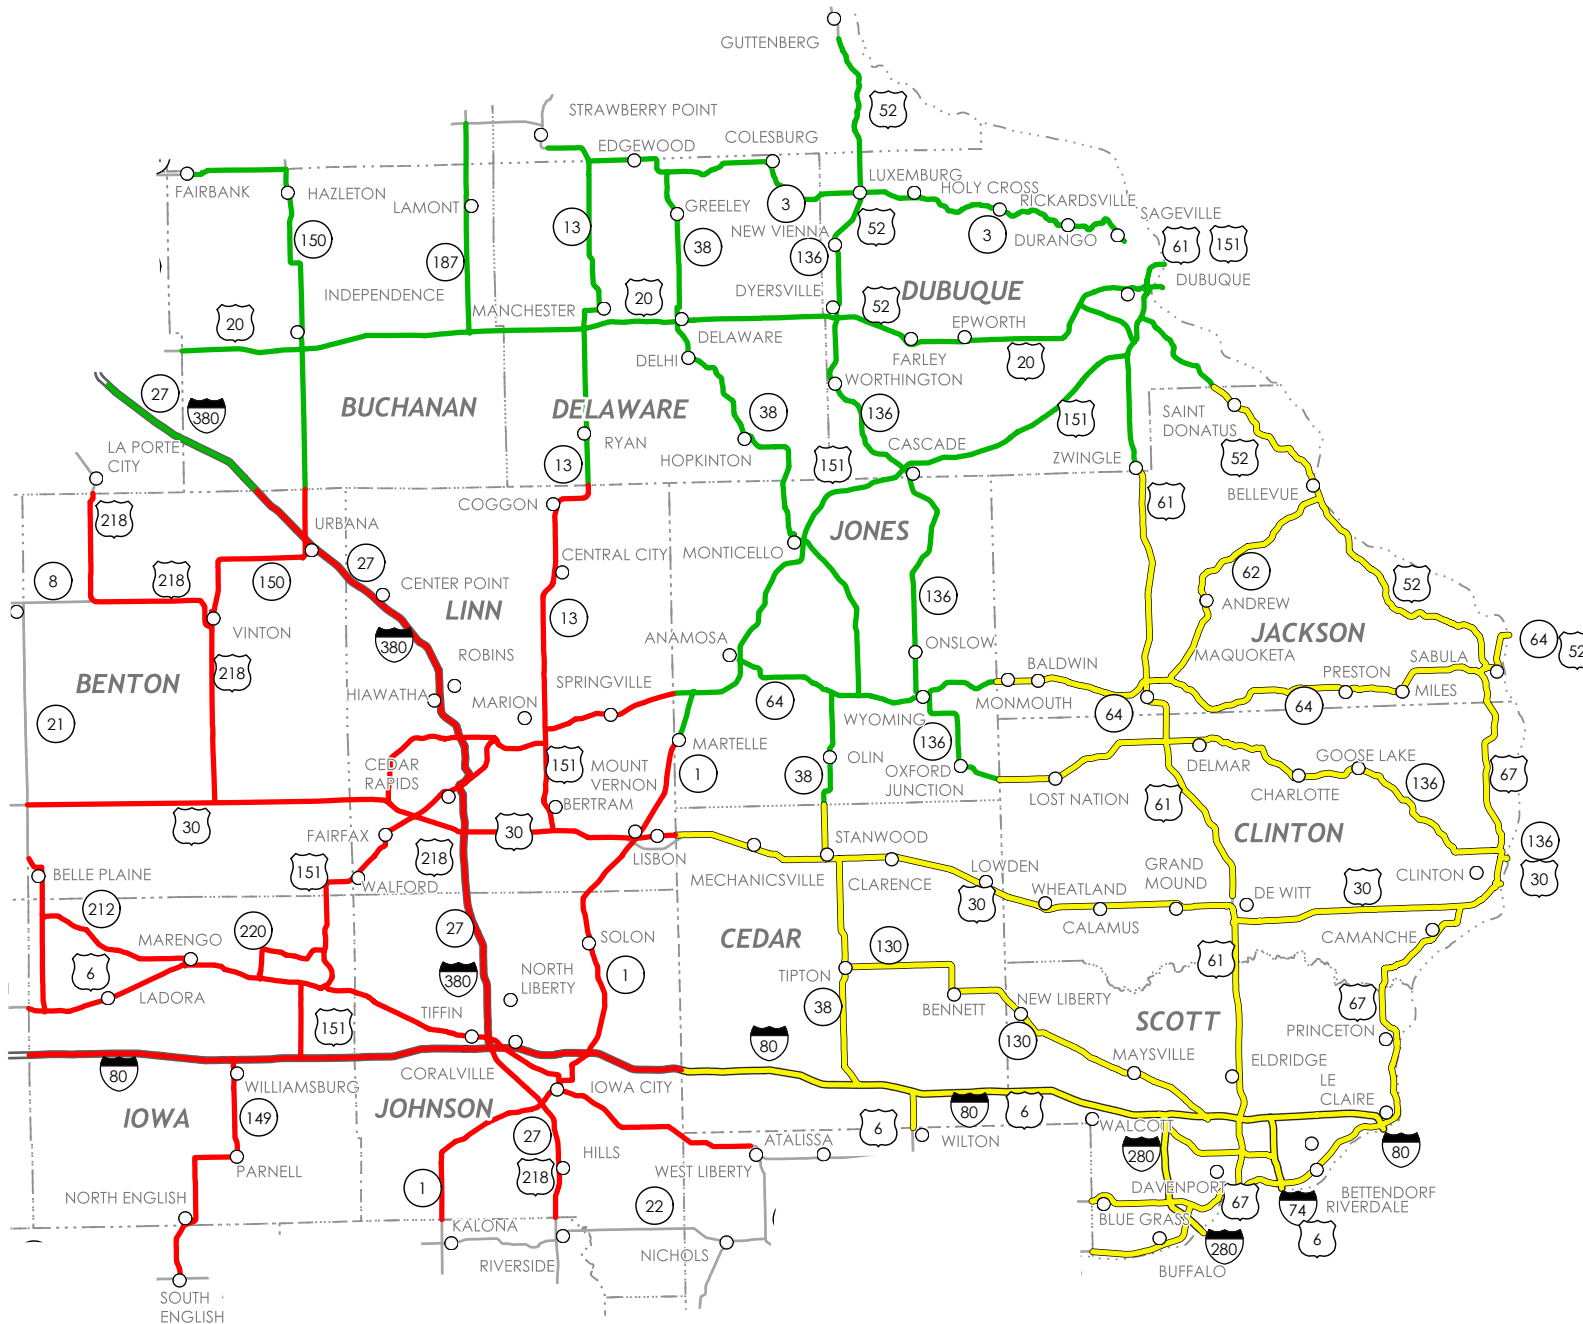 GUTTENBERG
52
STRAWBERRY POINT
EDGEWOOD
COLESBURG
FAIRBANK
HAZLETON
LAMONT
LUXEMBURG
HOLY CROSS
RICKARDSVILLE
SAGEVILLE
GREELEY
3
13
NEW VIENNA
52
3
DURANGO
61
151
150
187
38
136
DUBUQUE
INDEPENDENCE
MANCHESTER
20
DYERSVILLE
DUBUQUE
52
EPWORTH
20
DELAWARE
DELHI
FARLEY
20
WORTHINGTON
27
380
BUCHANAN
DELAWARE
38
136
151
SAINT
DONATUS
RYAN
CASCADE
LA PORTE
CITY
13
HOPKINTON
151
ZWINGLE
52
BELLEVUE
COGGON
61
218
URBANA
JONES
CENTRAL CITY
MONTICELLO
27
8
218
150
CENTER POINT
62
52
LINN
136
ANDREW
13
VINTON
380
ANAMOSA
ONSLOW
JACKSON
64
52
ROBINS
BALDWIN
MAQUOKETA
SABULA
BENTON
218
HIAWATHA
SPRINGVILLE
PRESTON
MARION
64
MONMOUTH
64
64
MILES
21
WYOMING
136
MARTELLE
OLIN
CEDAR
RAPIDS
151
MOUNT
VERNON
1
38
OXFORD
JUNCTION
DELMAR
GOOSE LAKE
67
136
LOST NATION
CHARLOTTE
BERTRAM
61
30
FAIRFAX
30
STANWOOD
CLINTON
136
218
LISBON
151
MECHANICSVILLE
CLARENCE
LOWDEN
GRAND
MOUND
CLINTON
30
BELLE PLAINE
WALFORD
30
WHEATLAND
DE WITT
30
212
CALAMUS
220
27
SOLON
CEDAR
CAMANCHE
MARENGO
130
61
6
380
NORTH
LIBERTY
1
TIPTON
LADORA
38
BENNETT
NEW LIBERTY
67
TIFFIN
151
SCOTT
PRINCETON
80
130
MAYSVILLE
80
ELDRIDGE
CORALVILLE
IOWA CITY
LE
CLAIRE
WILLIAMSBURG
IOWA
149
JOHNSON
80
6
6
WALCOTT
27
WILTON
ATALISSA
280
80
HILLS
WEST LIBERTY
PARNELL
218
1
DAVENPORT
67
74
BETTENDORF
RIVERDALE
NORTH ENGLISH
22
BLUE GRASS
KALONA
6
280
NICHOLS
RIVERSIDE
BUFFALO
SOUTH
ENGLISH